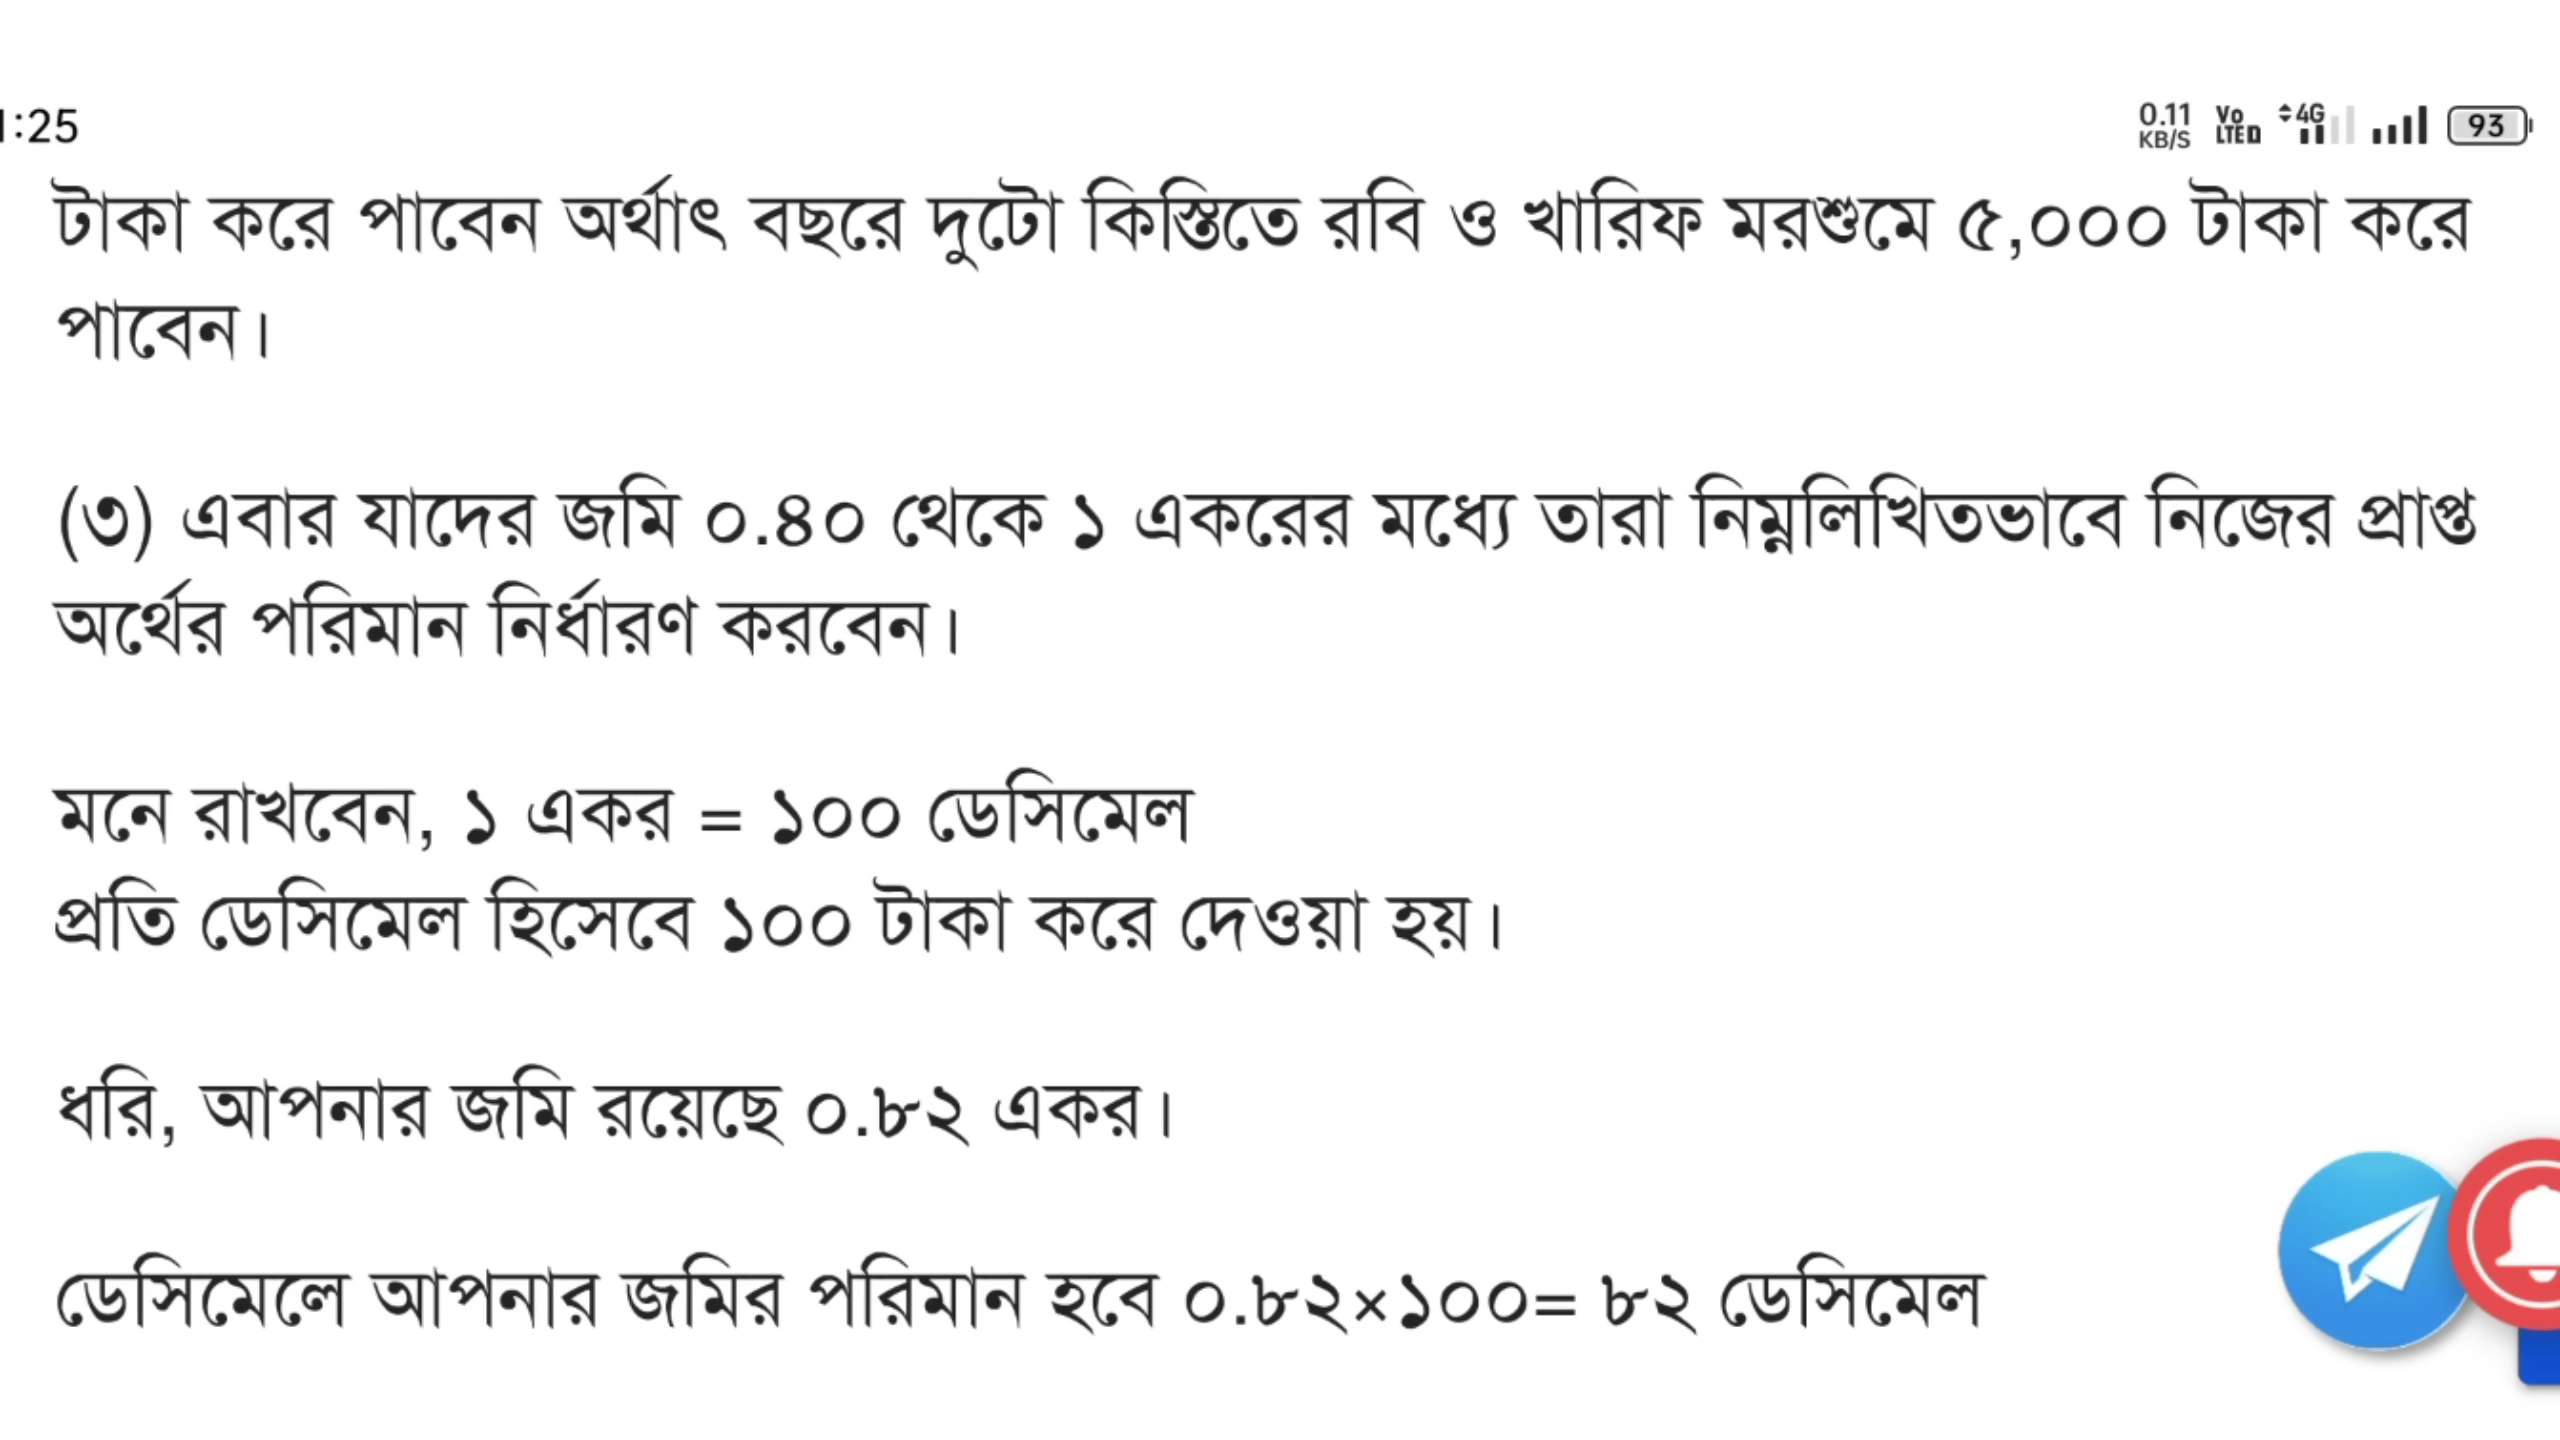 1:25
0.11 KB/S Vo LTE 4G 93
টাকা করে পাবেন অর্থাৎ বছরে দুটো কিস্তিতে রবি ও খারিফ মরশুমে ৫,০০০ টাকা করে
পাবেন।
(৩) এবার যাদের জমি ০.৪০ থেকে ১ একরের মধ্যে তারা নিম্নলিখিতভাবে নিজের প্রাপ্ত
অর্থের পরিমান নির্ধারণ করবেন।
মনে রাখবেন, ১ একর = ১০০ ডেসিমেল
প্রতি ডেসিমেল হিসেবে ১০০ টাকা করে দেওয়া হয়।
ধরি, আপনার জমি রয়েছে ০.৮২ একর।
ডেসিমেলে আপনার জমির পরিমান হবে ০.৮২×১০০= ৮২ ডেসিমেল